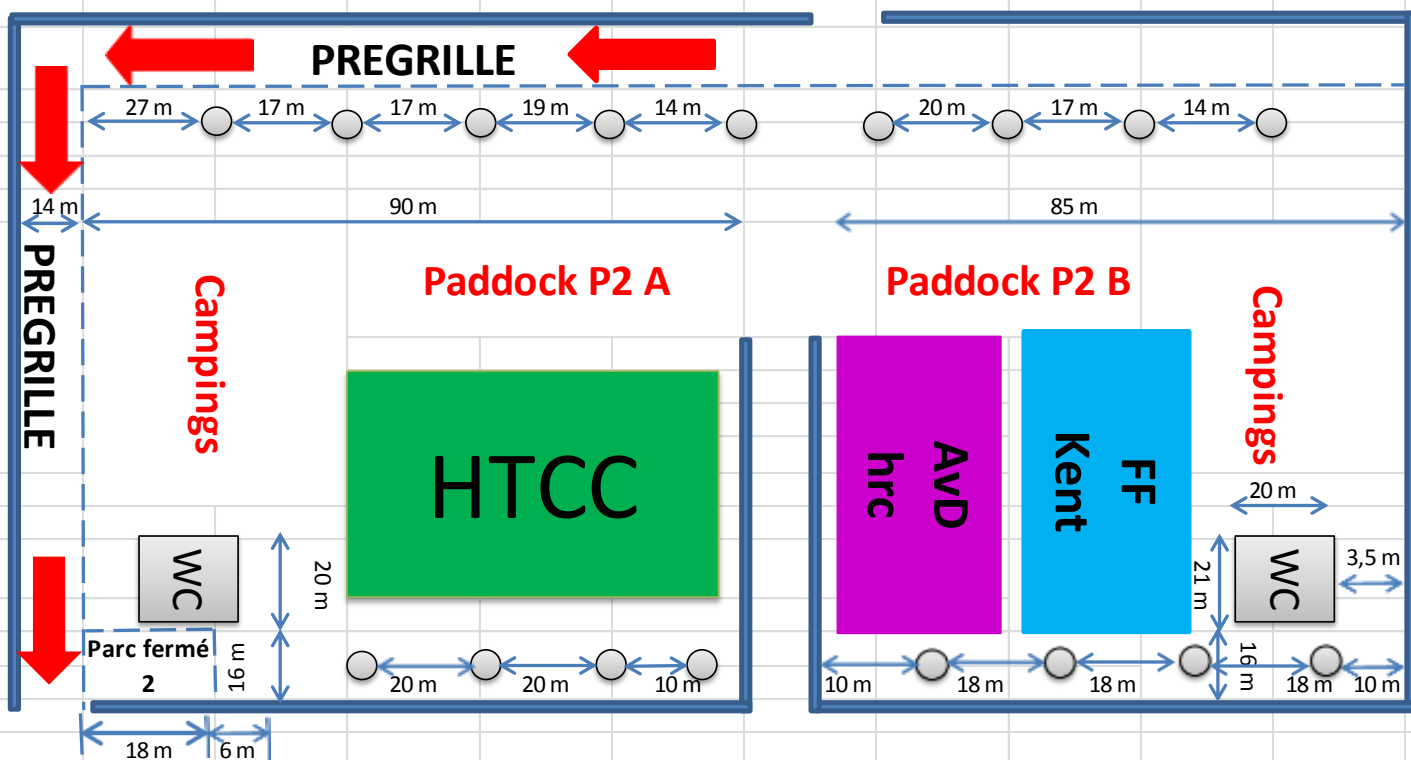 PREGRILLE
27 m
17 m
17 m
19 m
14 m
20 m
17 m
14 m
14 m
90 m
85 m
PREGRILLE
Campings
Paddock P2 A
Paddock P2 B
Campings
HTCC
AvD
hrc
FF
Kent
20 m
WC
20 m
21 m
WC
3,5 m
Parc fermé
2
16 m
20 m
20 m
10 m
10 m
18 m
18 m
16 m
18 m
10 m
18 m
6 m